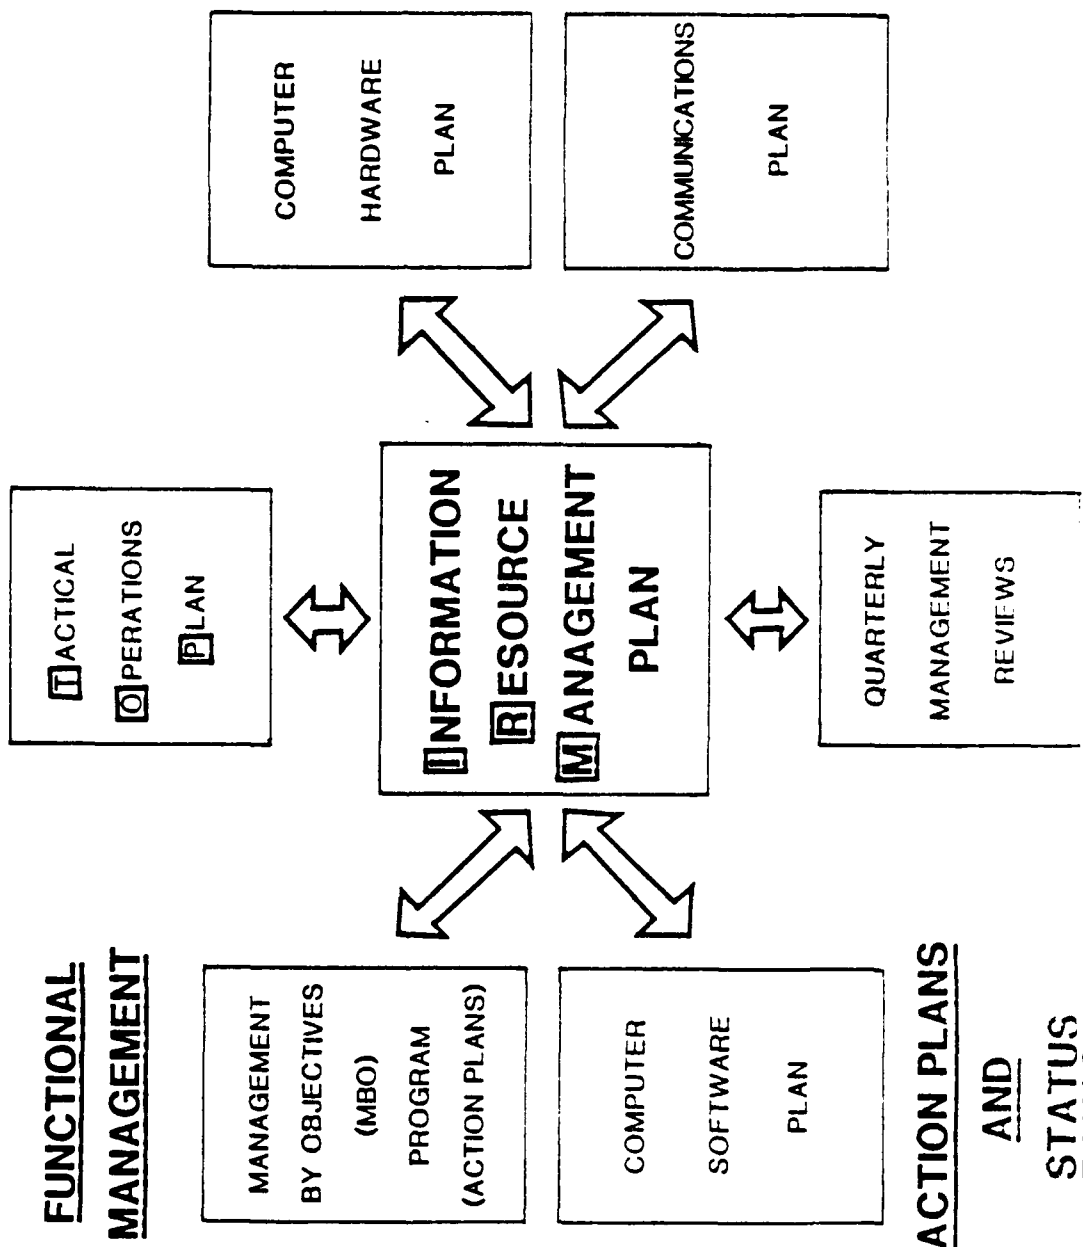 FUNCTIONAL
MANAGEMENT
TACTICAL
OPERATIONS
PLAN
MANAGEMENT
BY OBJECTIVES
(MBO)
PROGRAM
(ACTION PLANS)
COMPUTER
HARDWARE
PLAN
INFORMATION
RESOURCE
MANAGEMENT
PLAN
COMPUTER
SOFTWARE
PLAN
COMMUNICATIONS
PLAN
QUARTERLY
MANAGEMENT
REVIEWS
ACTION PLANS
AND
STATUS